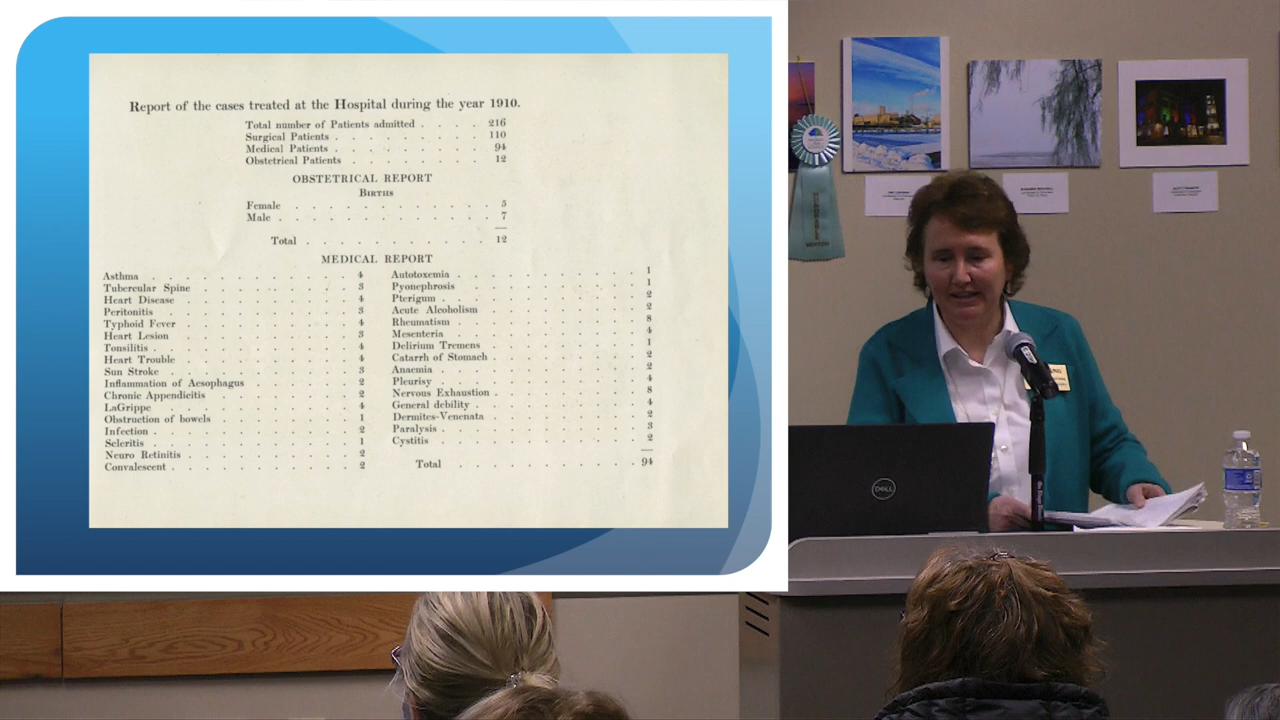 Report of the cases treated at the Hospital during the year 1910.
Total number of Patients admitted . . . . 216
Surgical Patients . . . . . . . . 110
Medical Patients . . . . . . . . 94
Obstetrical Patients . . . . . . . 12
OBSTETRICAL REPORT
BIRTHS
Female . . . . . . . . . . 5
Male . . . . . . . . . . . 7
Total . . . . . . . . . . 12
MEDICAL REPORT
Asthma . . . . . . . . . 4
Tubercular Spine . . . . . . . 3
Heart Disease . . . . . . . . 4
Peritonitis . . . . . . . . . 3
Typhoid Fever . . . . . . . . 4
Heart Lesion . . . . . . . . 3
Tonsilitis . . . . . . . . . 4
Heart Trouble . . . . . . . . 4
Sun Stroke . . . . . . . . . 3
Inflammation of Aesophagus . . . . . 2
Chronic Appendicitis . . . . . . 2
LaGrippe . . . . . . . . . 4
Obstruction of bowels . . . . . . 1
Infection . . . . . . . . . 2
Scleritis . . . . . . . . . 1
Neuro Retinitis . . . . . . . 2
Convalescent . . . . . . . . 2
Autotoxemia . . . . . . . . 1
Pyonephrosis . . . . . . . . 1
Pterigum . . . . . . . . . 2
Acute Alcoholism . . . . . . . 2
Rheumatism . . . . . . . . 8
Mesenteria . . . . . . . . 4
Delirium Tremens . . . . . . . 1
Catarrh of Stomach . . . . . . 2
Anaemia . . . . . . . . . 2
Pleurisy . . . . . . . . . 4
Nervous Exhaustion . . . . . . 8
General debility . . . . . . . 4
Dermites-Venenata . . . . . . 2
Paralysis . . . . . . . . . 3
Cystitis . . . . . . . . . 2
Total . . . . . . . . 94
DELL